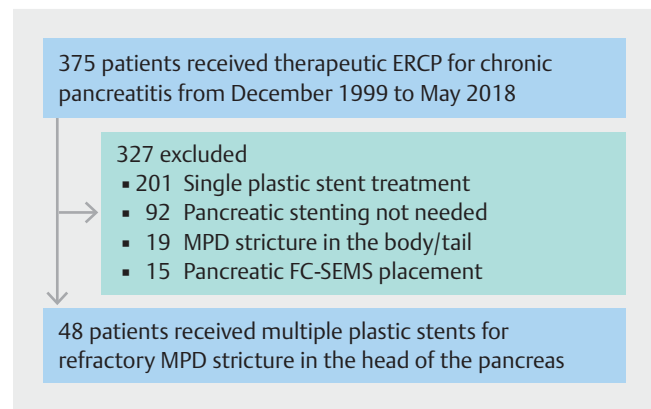 375 patients received therapeutic ERCP for chronic
pancreatitis from December 1999 to May 2018
327 excluded
▪ 201 Single plastic stent treatment
▪ 92 Pancreatic stenting not needed
▪ 19 MPD stricture in the body/tail
▪ 15 Pancreatic FC-SEMS placement
48 patients received multiple plastic stents for
refractory MPD stricture in the head of the pancreas